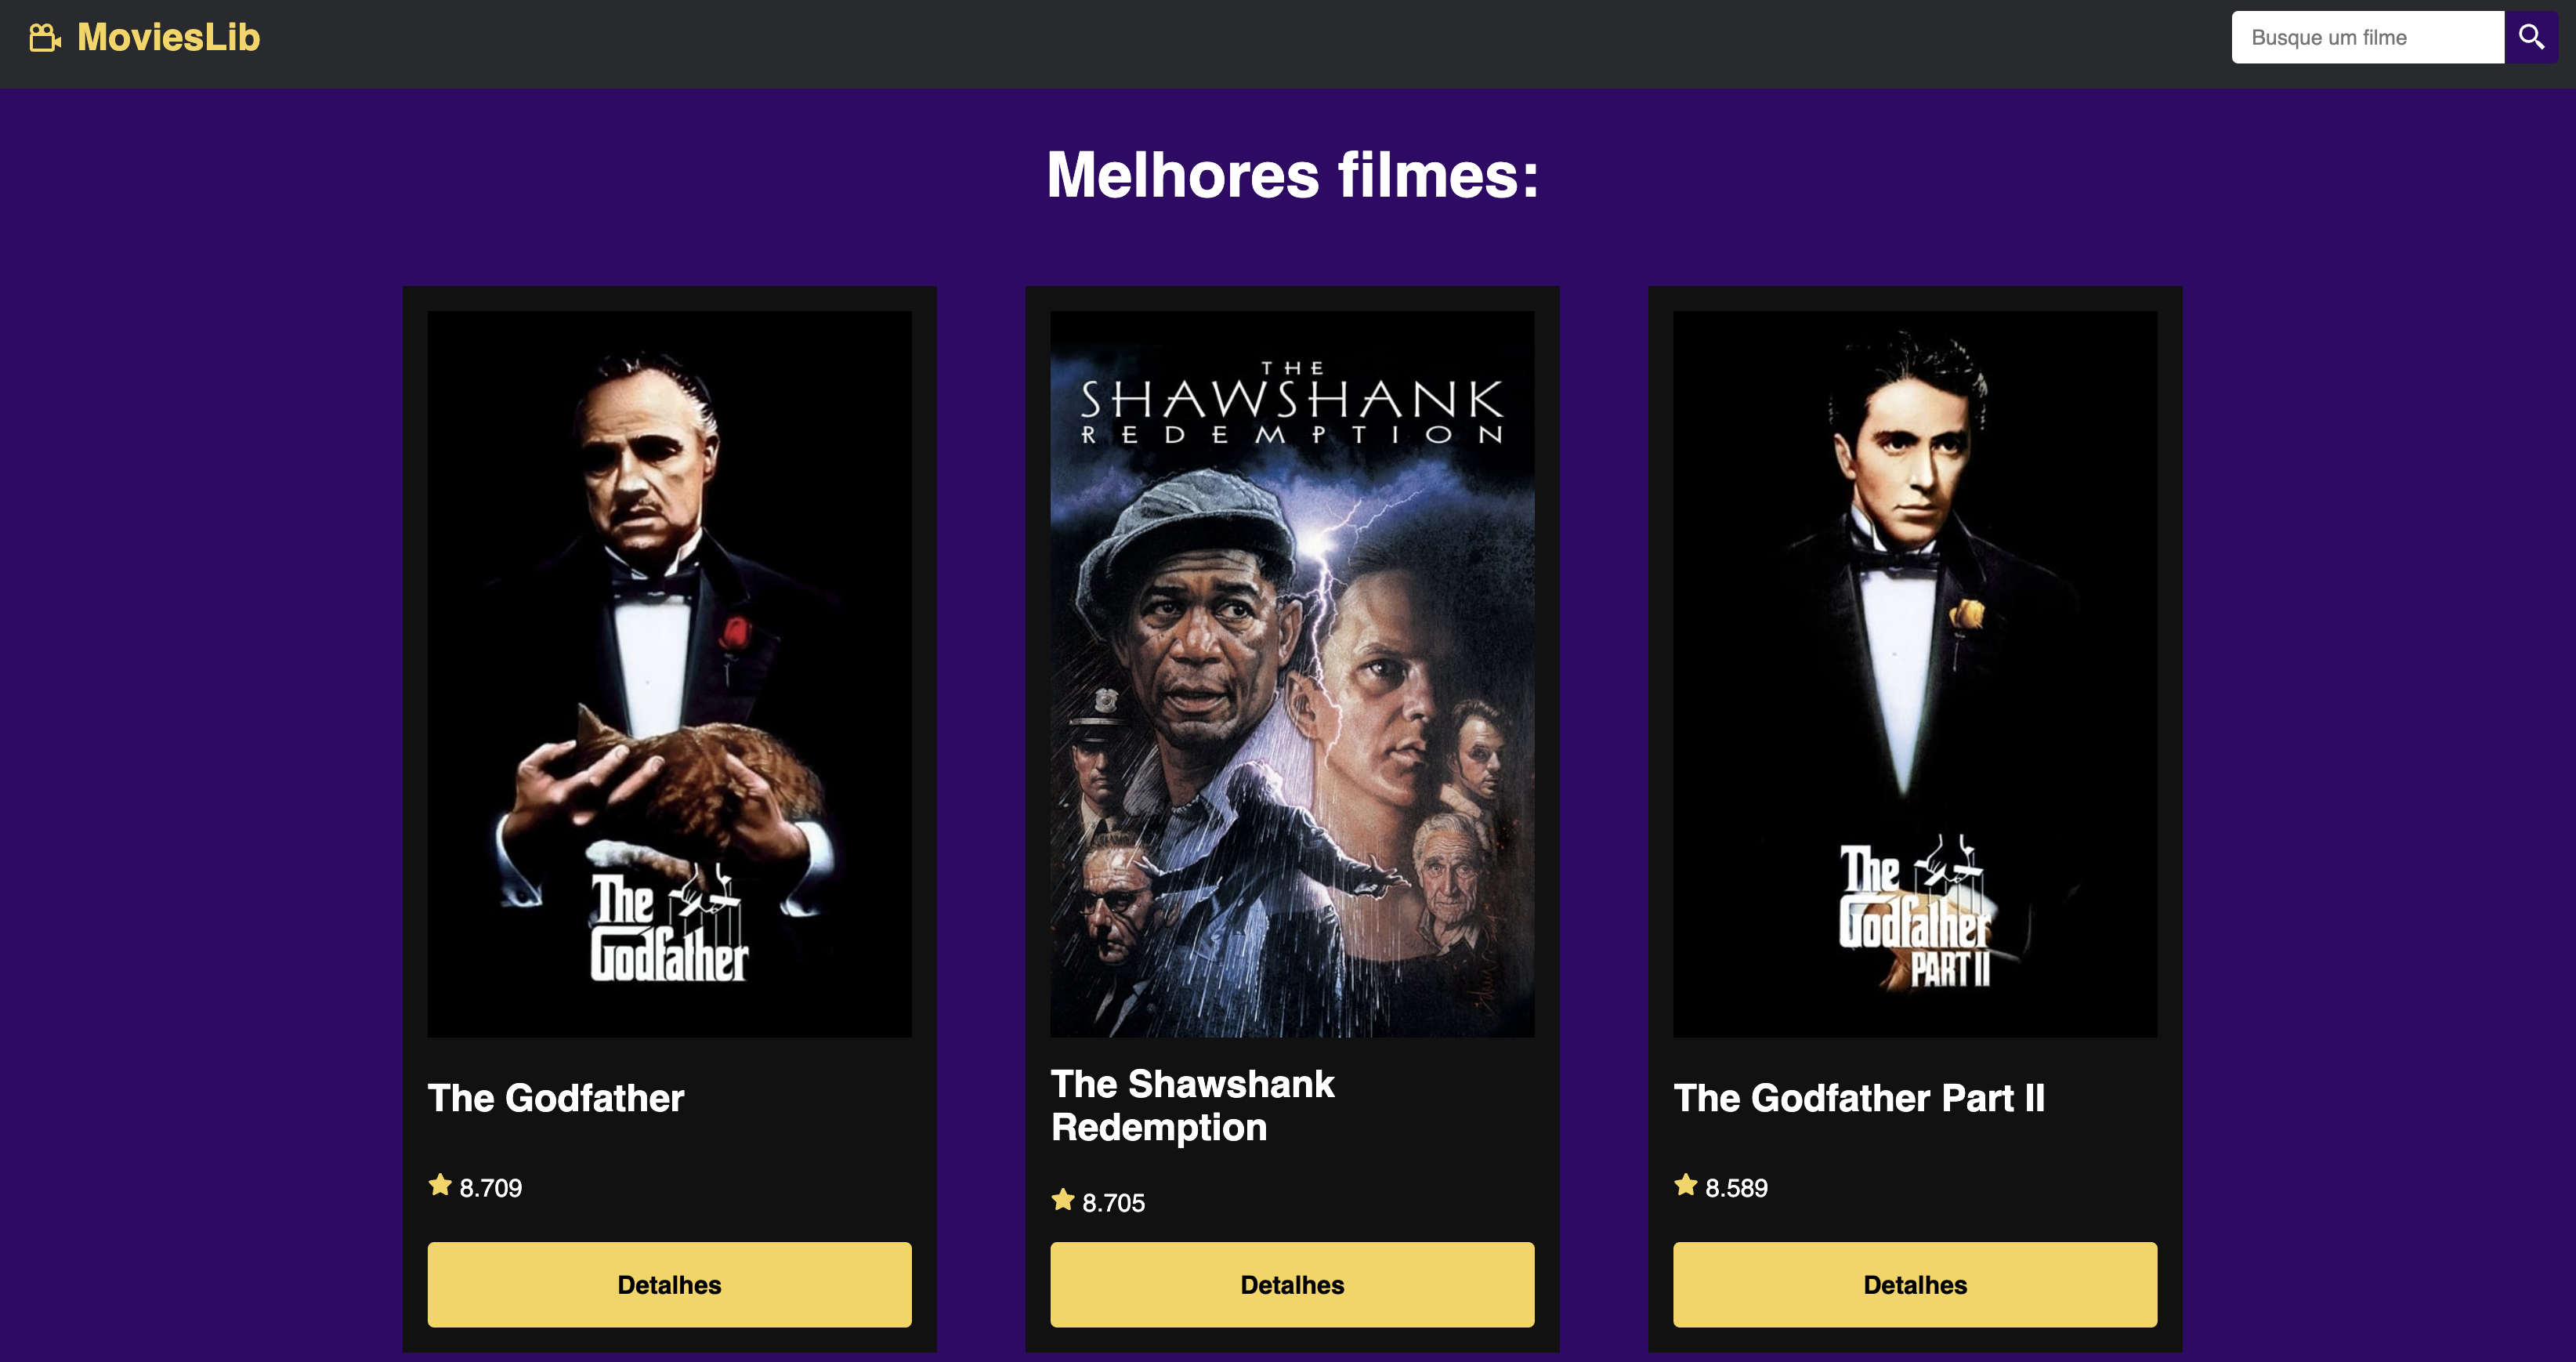 MoviesLib
Busque um filme
Melhores filmes:
The
Godfather
THE
SHAWSHANK
REDEMPTION
The
Godfather
PART II
The Godfather
The Shawshank
Redemption
The Godfather Part II
8.709
8.705
8.589
Detalhes
Detalhes
Detalhes